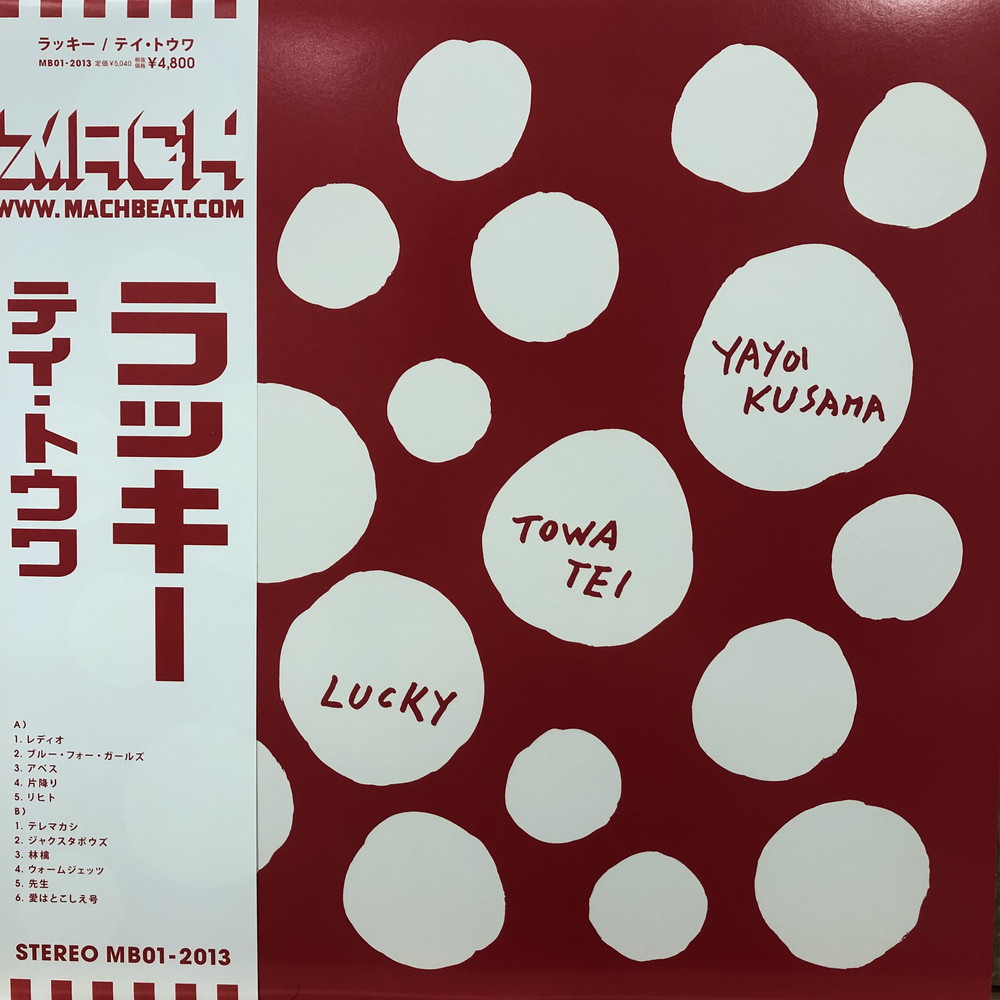 ラッキー / テイ・トウワ
MB01-2013 定価 ¥5,040 税抜価格 ¥4,800
MACH
WWW.MACHBEAT.COM
ラッキー
テイ・トウワ
A)
1. レディオ
2. ブルー・フォー・ガールズ
3. アペス
4. 片降り
5. リヒト
B)
1. テレマカシ
2. ジャクスタポウズ
3. 林檎
4. ウォームジェッツ
5. 先生
6. 愛はとこしえ号
STEREO MB01-2013
YAYOI
KUSAMA
TOWA
TEI
LUCKY